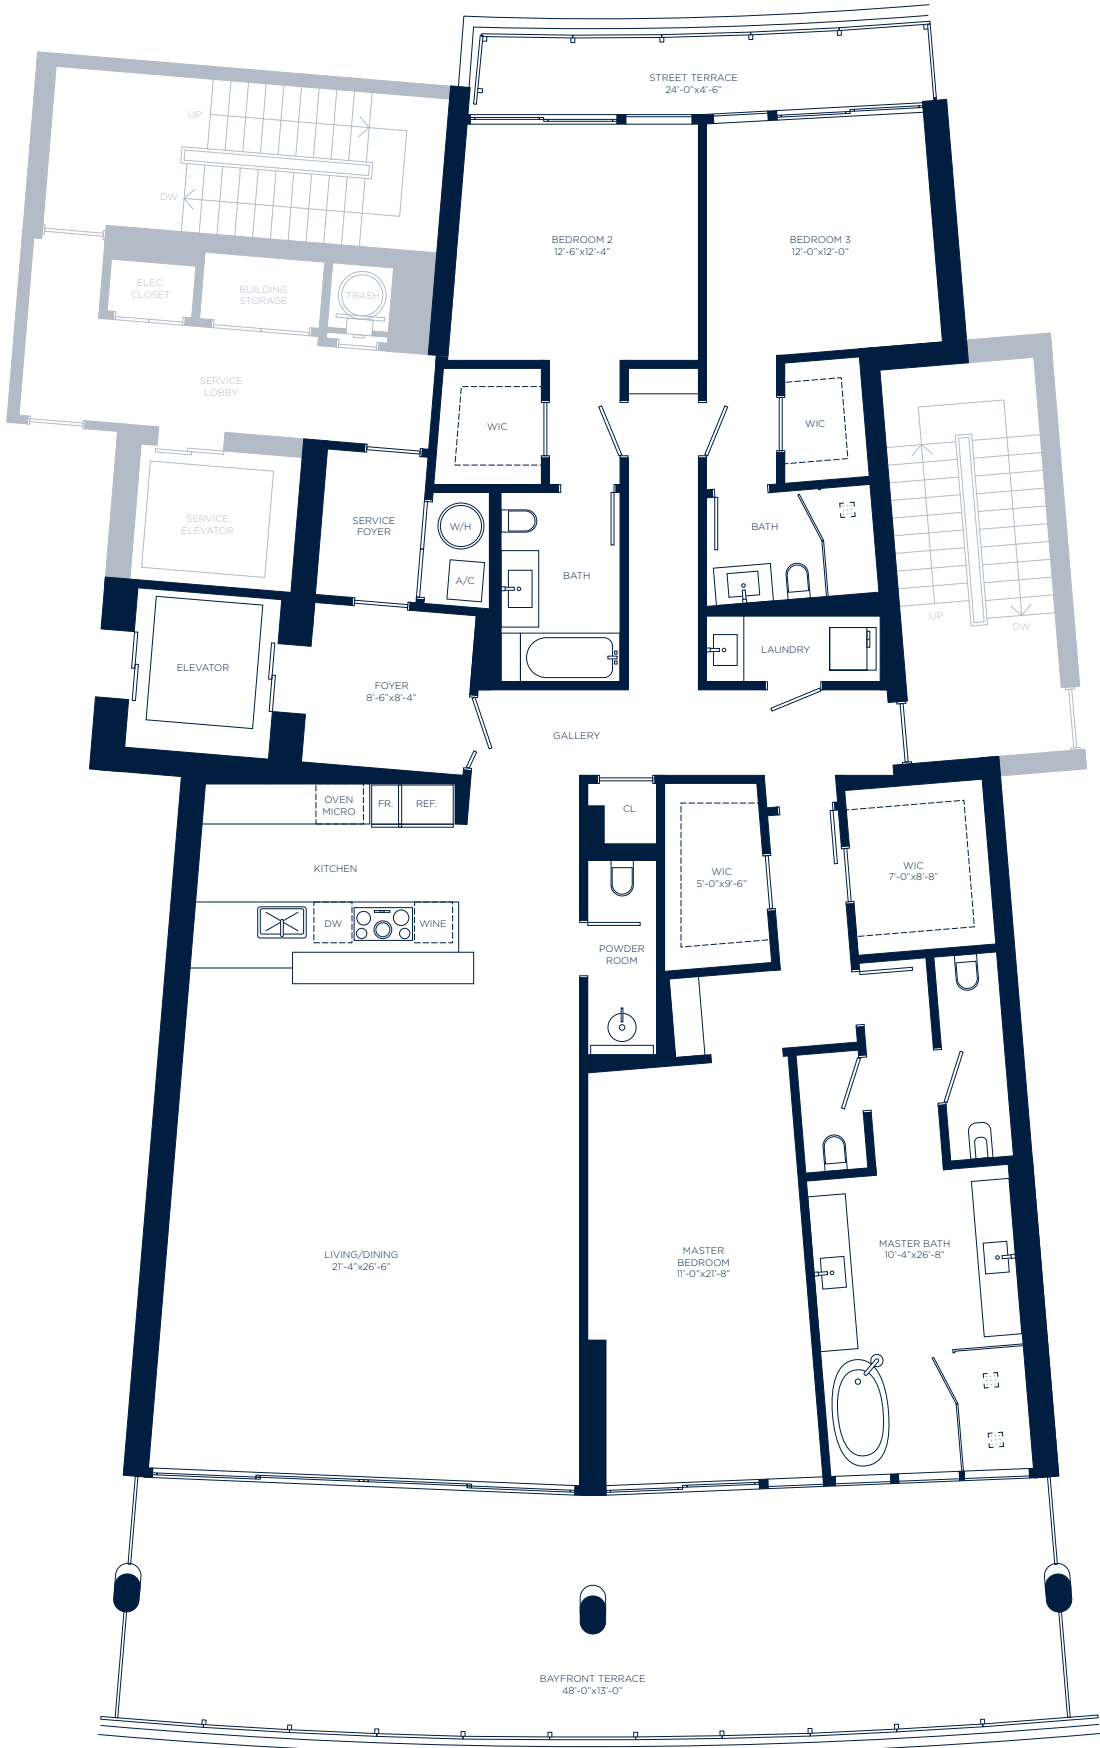 STREET TERRACE
24'-0"x4'-6"
UP
DW
BEDROOM 2
12'-6"x12'-4"
BEDROOM 3
12'-0"x12'-0"
ELEC.
CLOSET
BUILDING
STORAGE
TRASH
SERVICE
LOBBY
WIC
WIC
SERVICE
ELEVATOR
SERVICE
FOYER
W/H
A/C
BATH
BATH
UP
DW
LAUNDRY
ELEVATOR
FOYER
8'-6"x8'-4"
GALLERY
OVEN
MICRO
FR.
REF.
CL
KITCHEN
WIC
5'-0"x9'-6"
WIC
7'-0"x8'-8"
DW
WINE
POWDER
ROOM
LIVING/DINING
21'-4"x26'-6"
MASTER
BEDROOM
11'-0"x21'-8"
MASTER BATH
10'-4"x26'-8"
BAYFRONT TERRACE
48'-0"x13'-0"